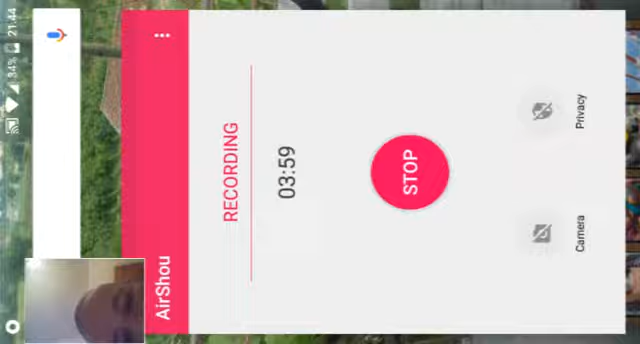 34% 21:44
AirShou
RECORDING
03:59
STOP
Camera
Privacy